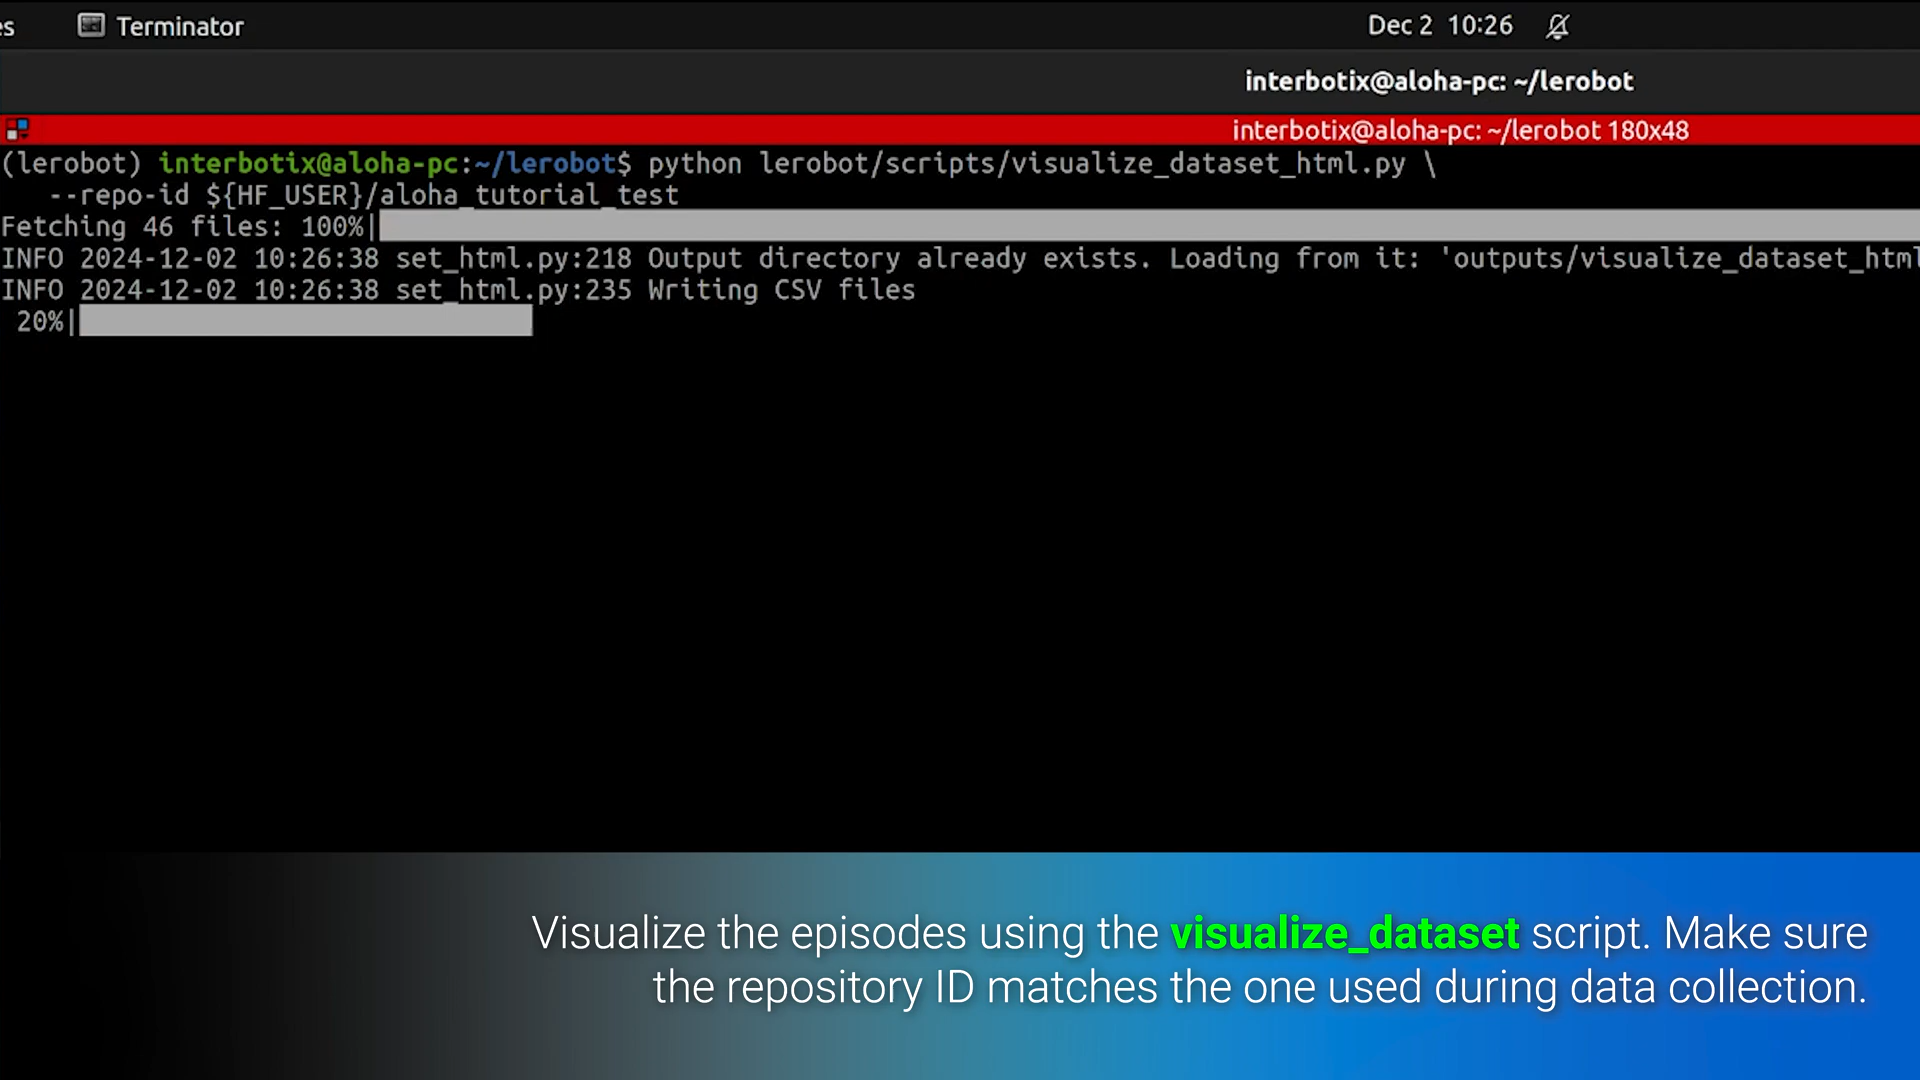 es Terminator Dec 2 10:26
interbotix@aloha-pc: ~/lerobot
interbotix@aloha-pc: ~/lerobot 180x48
(lerobot) interbotix@aloha-pc:~/lerobot$ python lerobot/scripts/visualize_dataset_html.py \
--repo-id ${HF_USER}/aloha_tutorial_test
Fetching 46 files: 100%|
INFO 2024-12-02 10:26:38 set_html.py:218 Output directory already exists. Loading from it: 'outputs/visualize_dataset_html
INFO 2024-12-02 10:26:38 set_html.py:235 Writing CSV files
20%|
Visualize the episodes using the visualize_dataset script. Make sure
the repository ID matches the one used during data collection.